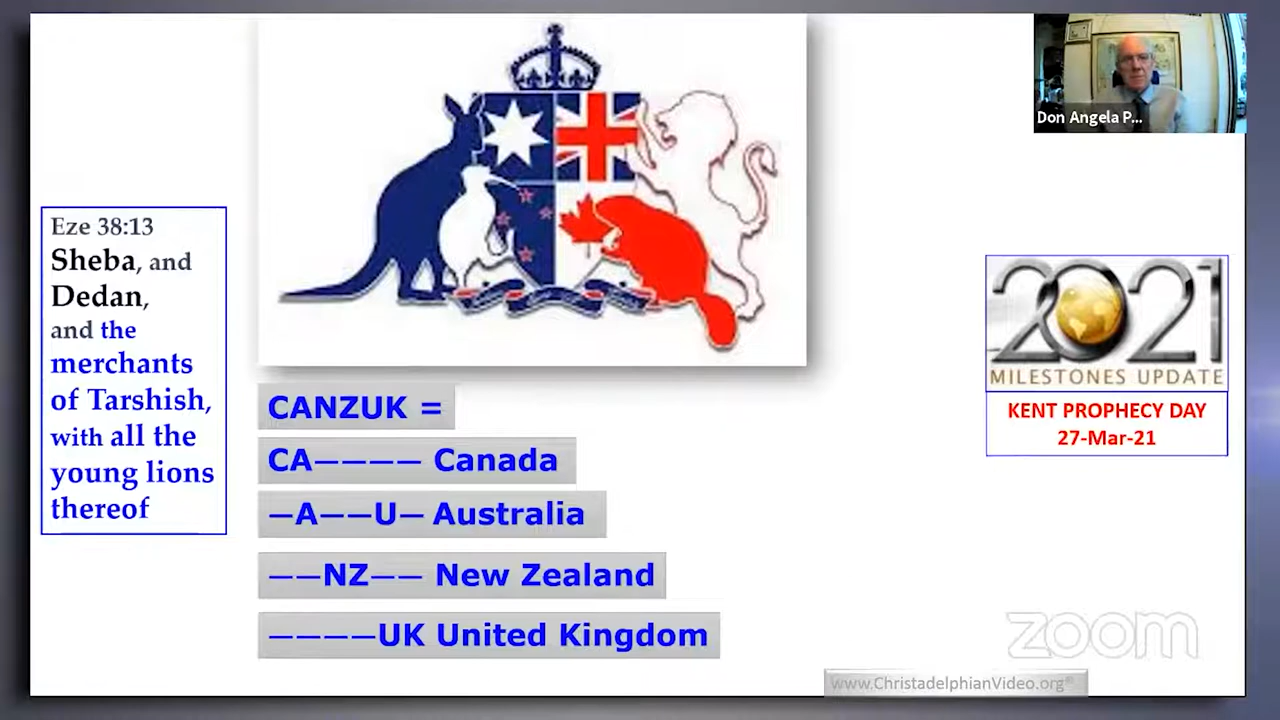 Don Angela P...
Eze 38:13
Sheba, and
Dedan,
and the
merchants
of Tarshish,
with all the
young lions
thereof
CANZUK =
CA———— Canada
—A——U— Australia
——NZ—— New Zealand
————UK United Kingdom
2021
MILESTONES UPDATE
KENT PROPHECY DAY
27-Mar-21
zoom
www.ChristadelphianVideo.org®